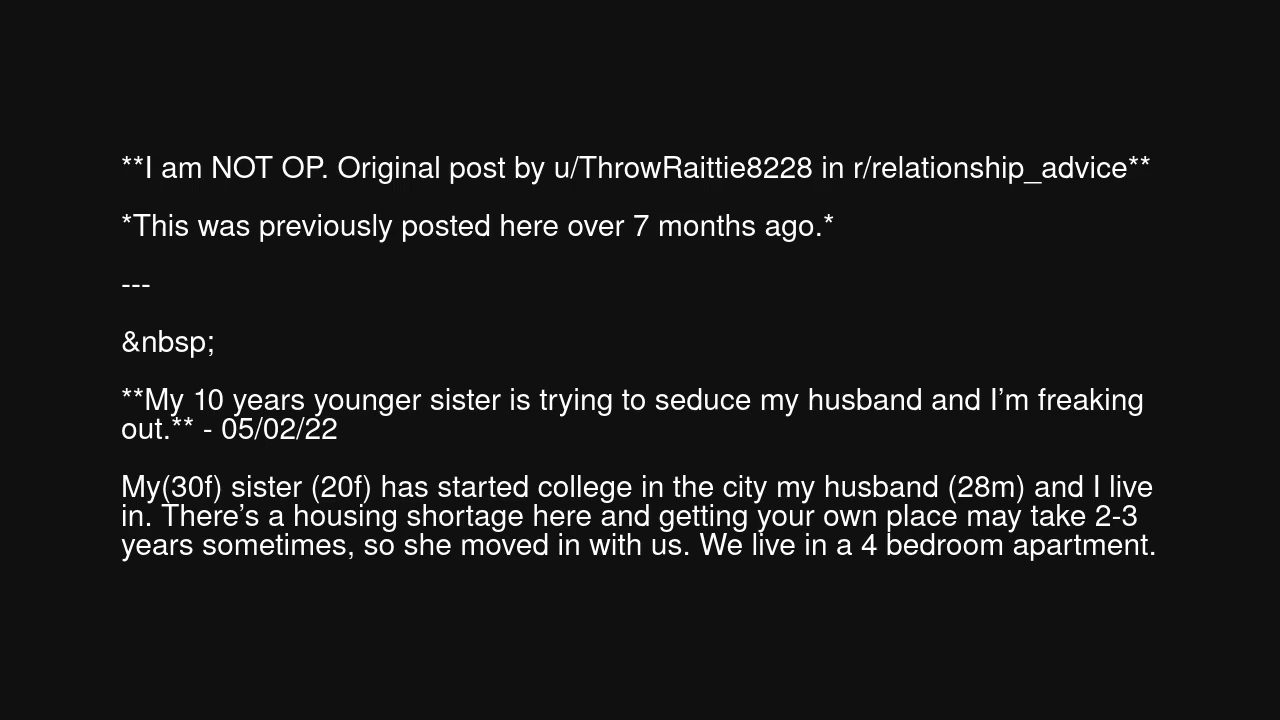 **I am NOT OP. Original post by u/ThrowRaittie8228 in r/relationship_advice**
*This was previously posted here over 7 months ago.*
---
&nbsp;
**My 10 years younger sister is trying to seduce my husband and I’m freaking
out.** - 05/02/22
My(30f) sister (20f) has started college in the city my husband (28m) and I live
in. There’s a housing shortage here and getting your own place may take 2-3
years sometimes, so she moved in with us. We live in a 4 bedroom apartment.